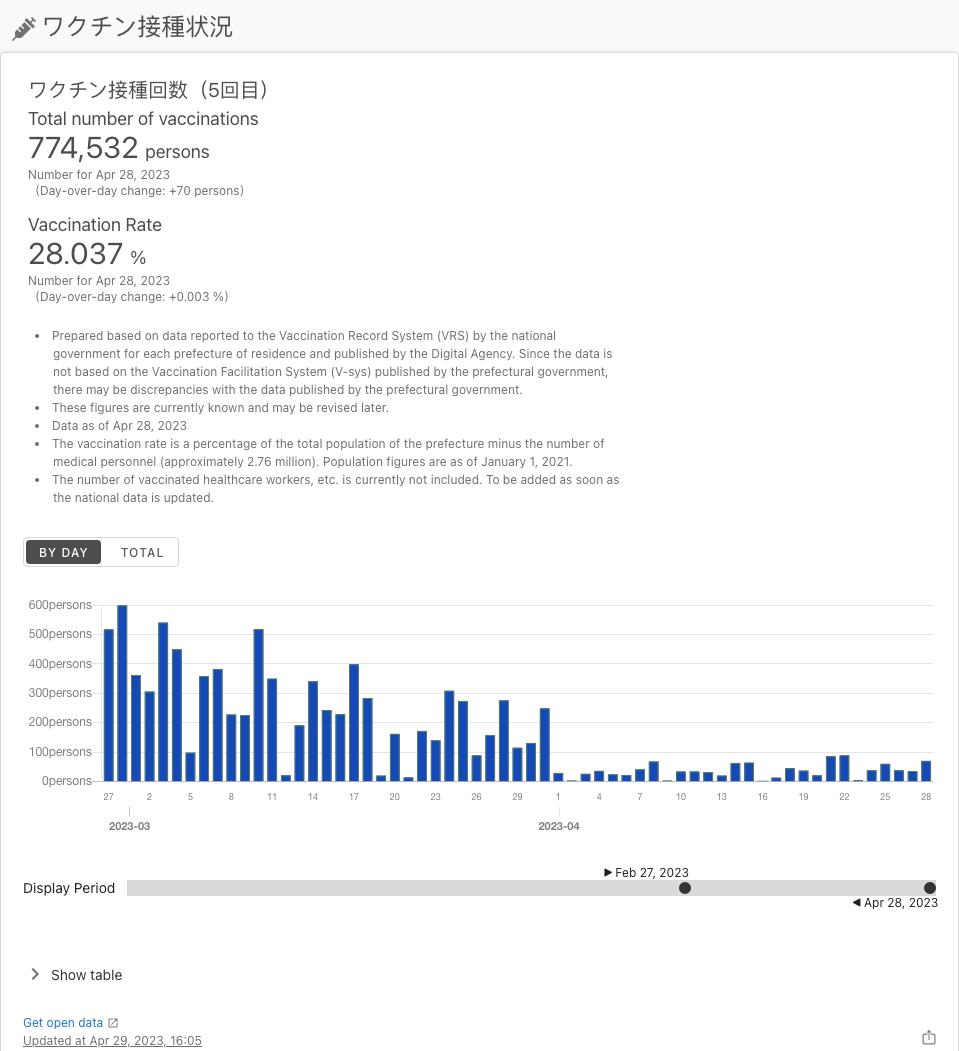 ワクチン接種状況
ワクチン接種回数（5回目）
Total number of vaccinations
774,532 persons
Number for Apr 28, 2023
(Day-over-day change: +70 persons)
Vaccination Rate
28.037 %
Number for Apr 28, 2023
(Day-over-day change: +0.003 %)
• Prepared based on data reported to the Vaccination Record System (VRS) by the national
government for each prefecture of residence and published by the Digital Agency. Since the data is
not based on the Vaccination Facilitation System (V-sys) published by the prefectural government,
there may be discrepancies with the data published by the prefectural government.
• These figures are currently known and may be revised later.
• Data as of Apr 28, 2023
• The vaccination rate is a percentage of the total population of the prefecture minus the number of
medical personnel (approximately 2.76 million). Population figures are as of January 1, 2021.
• The number of vaccinated healthcare workers, etc. is currently not included. To be added as soon as
the national data is updated.
BY DAY TOTAL
600persons
500persons
400persons
300persons
200persons
100persons
0persons
27 2 5 8 11 14 17 20 23 26 29 1 4 7 10 13 16 19 22 25 28
2023-03 2023-04
Feb 27, 2023
Display Period
Apr 28, 2023
Show table
Get open data
Updated at Apr 29, 2023, 16:05